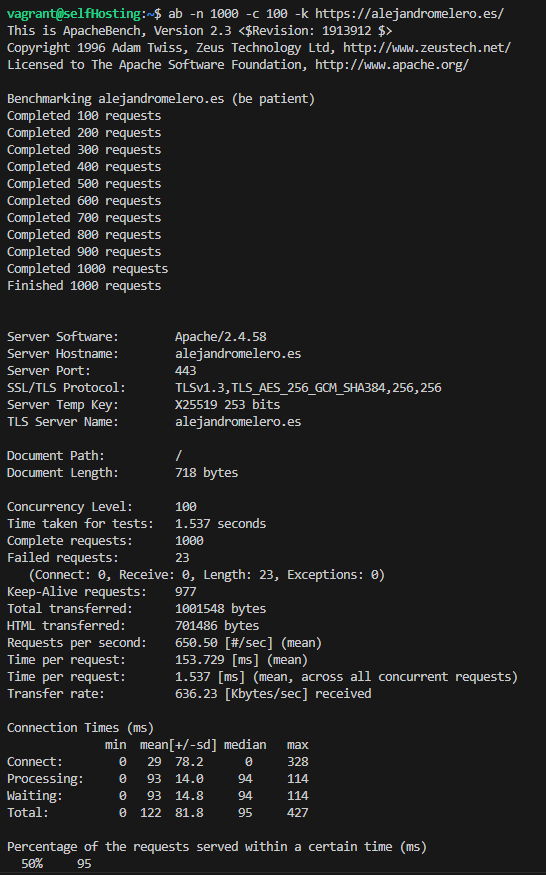 vagrant@selfHosting:~$ ab -n 1000 -c 100 -k https://alejandromelero.es/
This is ApacheBench, Version 2.3 <$Revision: 1913912 $>
Copyright 1996 Adam Twiss, Zeus Technology Ltd, http://www.zeustech.net/
Licensed to The Apache Software Foundation, http://www.apache.org/

Benchmarking alejandromelero.es (be patient)
Completed 100 requests
Completed 200 requests
Completed 300 requests
Completed 400 requests
Completed 500 requests
Completed 600 requests
Completed 700 requests
Completed 800 requests
Completed 900 requests
Completed 1000 requests
Finished 1000 requests

Server Software:        Apache/2.4.58
Server Hostname:        alejandromelero.es
Server Port:            443
SSL/TLS Protocol:       TLSv1.3,TLS_AES_256_GCM_SHA384,256,256
Server Temp Key:        X25519 253 bits
TLS Server Name:        alejandromelero.es

Document Path:          /
Document Length:        718 bytes

Concurrency Level:      100
Time taken for tests:   1.537 seconds
Complete requests:      1000
Failed requests:        23
   (Connect: 0, Receive: 0, Length: 23, Exceptions: 0)
Keep-Alive requests:    977
Total transferred:      1001548 bytes
HTML transferred:       701486 bytes
Requests per second:    650.50 [#/sec] (mean)
Time per request:       153.729 [ms] (mean)
Time per request:       1.537 [ms] (mean, across all concurrent requests)
Transfer rate:          636.23 [Kbytes/sec] received

Connection Times (ms)
              min  mean[+/-sd] median   max
Connect:        0   29  78.2      0     328
Processing:     0   93  14.0     94     114
Waiting:        0   93  14.8     94     114
Total:          0  122  81.8     95     427

Percentage of the requests served within a certain time (ms)
  50%     95